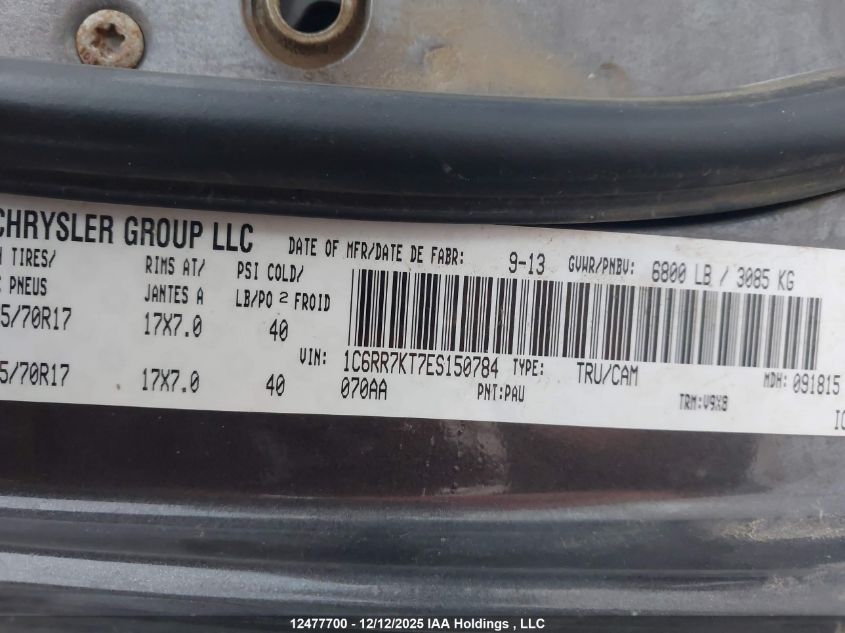 CHRYSLER GROUP LLC DATE OF MFR/DATE DE FABR: 9-13 GVWR/PNBV: 6800 LB / 3085 KG
TIRES/ RIMS AT/ PSI COLD/
PNEUS JANTES A LB/PO 2 FROID
5/70R17 17X7.0 40
VIN: 1C6RR7KT7ES150784 TYPE: TRU/CAM MDH: 091815
5/70R17 17X7.0 40 070AA PNT:PAU TRM:V9X8
12477700 - 12/12/2025 IAA Holdings , LLC